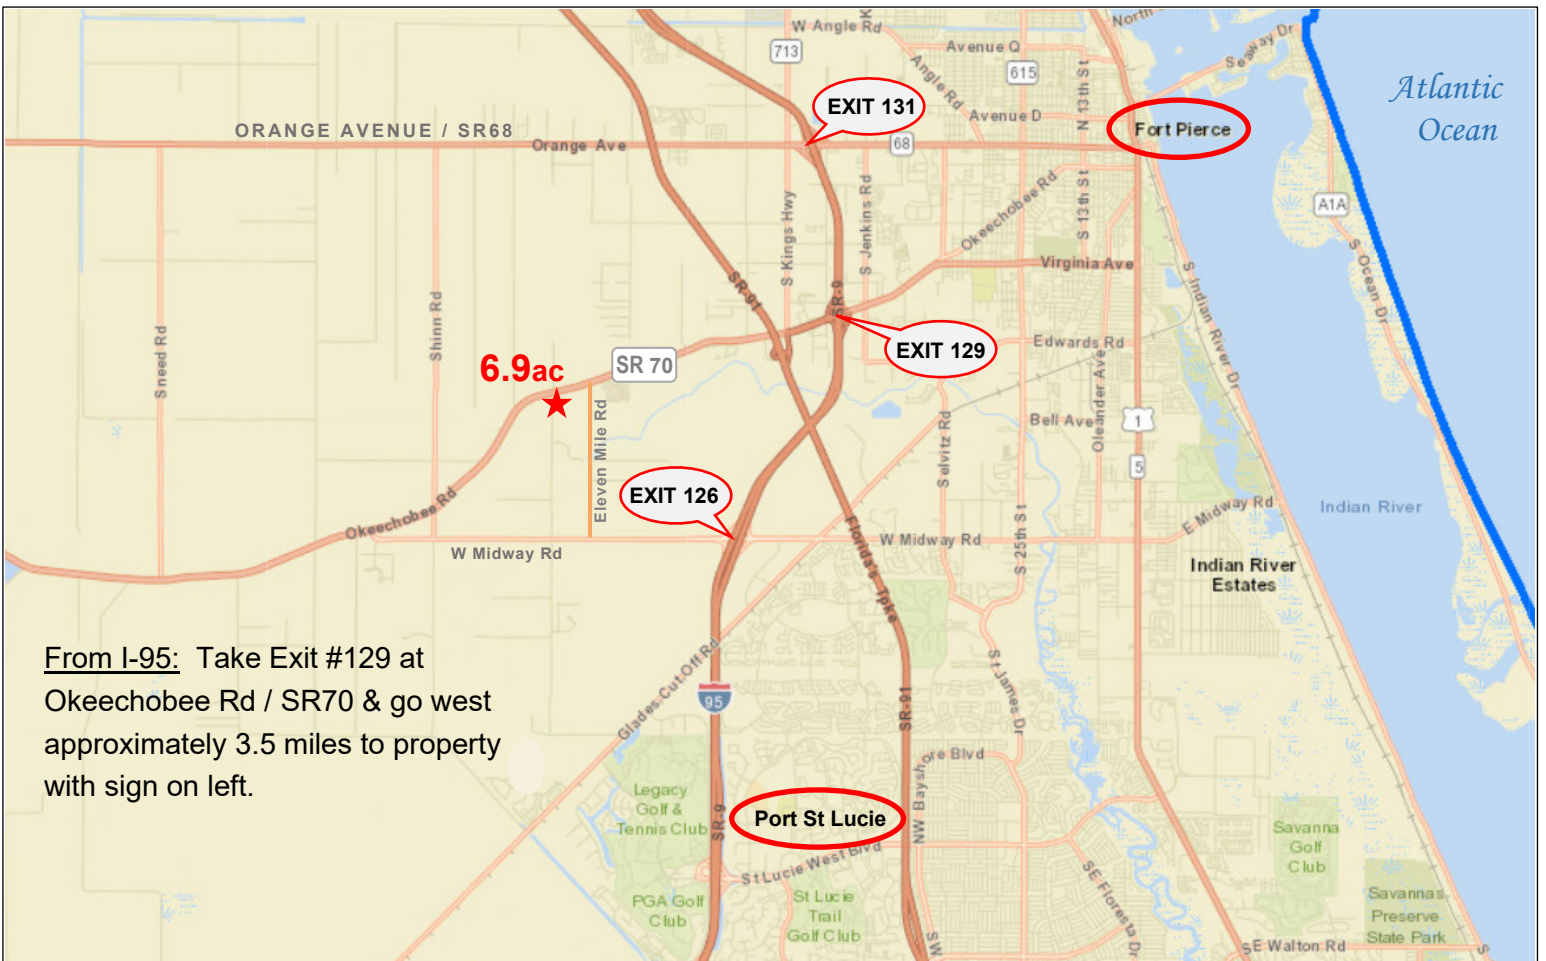 North
W Angle Rd
K
713
Avenue Q
615
Angle Rd
Seaway Dr
N 13th St
Atlantic
Ocean
EXIT 131
Avenue D
ORANGE AVENUE / SR68
Orange Ave
68
Fort Pierce
S Kings Hwy
S Jenkins Rd
Okeechobee Rd
S 13th St
A1A
Virginia Ave
S Ocean Dr
S Indian River Dr
SR-91
SR-9
Sneed Rd
Shinn Rd
EXIT 129
Edwards Rd
6.9ac
SR 70
Oleander Ave
Eleven Mile Rd
Selvitz Rd
Bell Ave
1
5
EXIT 126
Okeechobee Rd
E Midway Rd
Indian River
W Midway Rd
Florida's Tpke
W Midway Rd
S 25th St
Indian River
Estates
From I-95: Take Exit #129 at
Okeechobee Rd / SR70 & go west
approximately 3.5 miles to property
with sign on left.
Glades Cut Off Rd
95
SR-91
St James Dr
NW Bayshore Blvd
Legacy
Golf &
Tennis Club
SR-9
Port St Lucie
St Lucie West Blvd
Savanna
Golf
Club
PGA Golf
Club
St Lucie
Trail
Golf Club
SE Floresta Dr
Savannas
Preserve
State Park
SW
SE Walton Rd
S